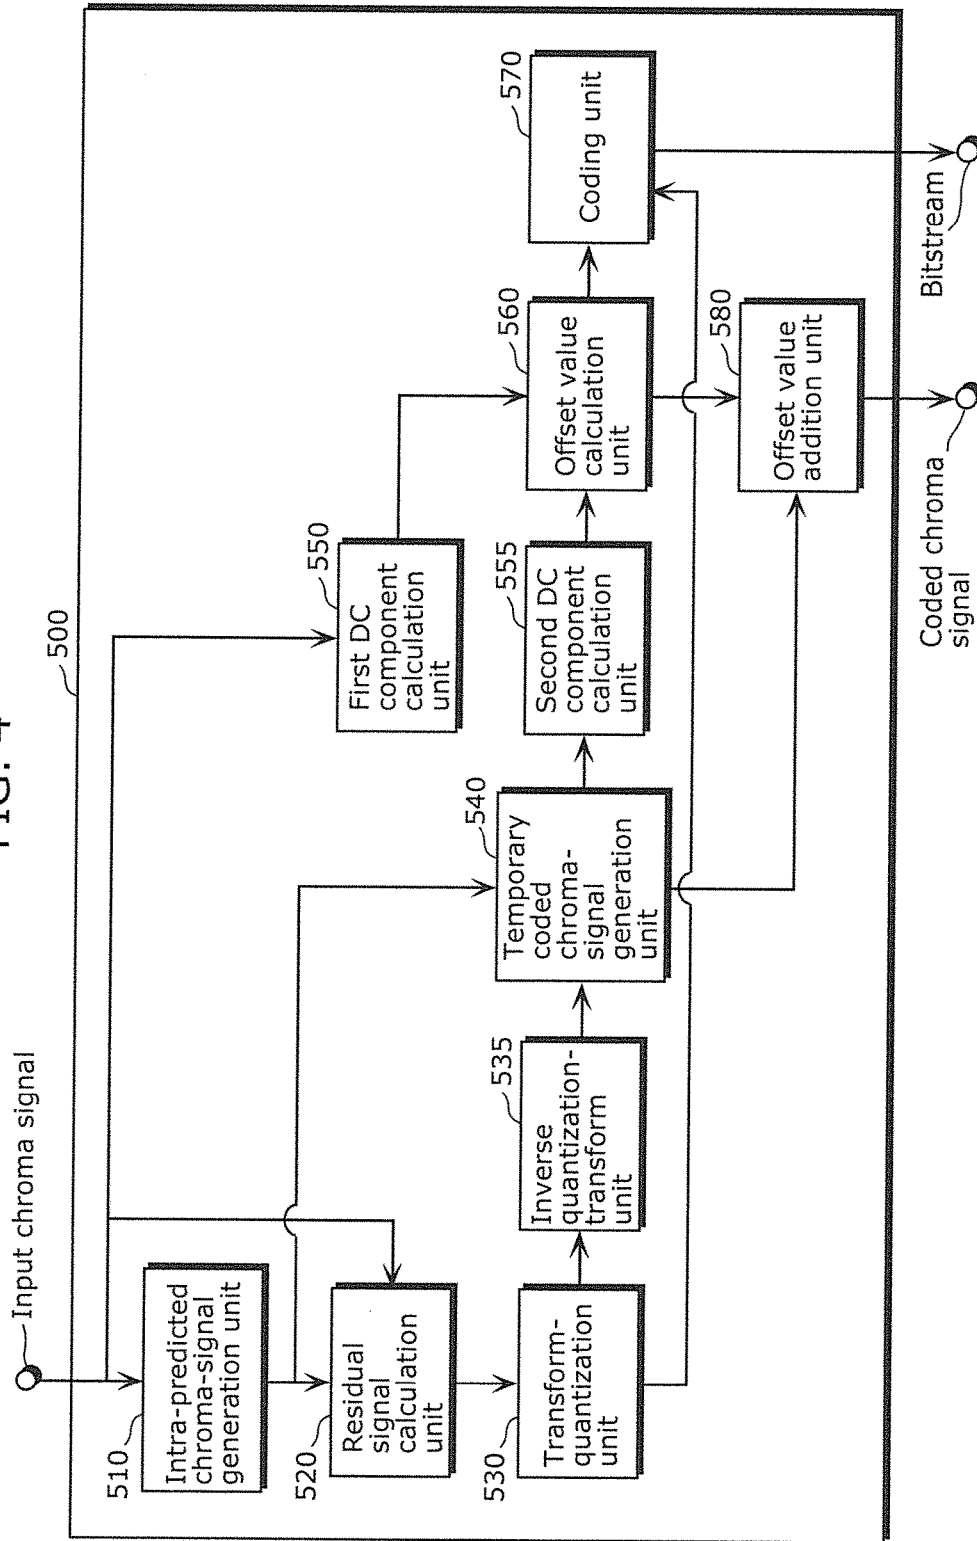 FIG. 4
500
Input chroma signal
510
Intra-predicted
chroma-signal
generation unit
520
Residual
signal
calculation
unit
530
Transform-
quantization
unit
535
Inverse
quantization-
transform
unit
540
Temporary
coded
chroma-
signal
generation
unit
550
First DC
component
calculation
unit
555
Second DC
component
calculation
unit
560
Offset value
calculation
unit
570
Coding unit
580
Offset value
addition unit
Coded chroma
signal
Bitstream